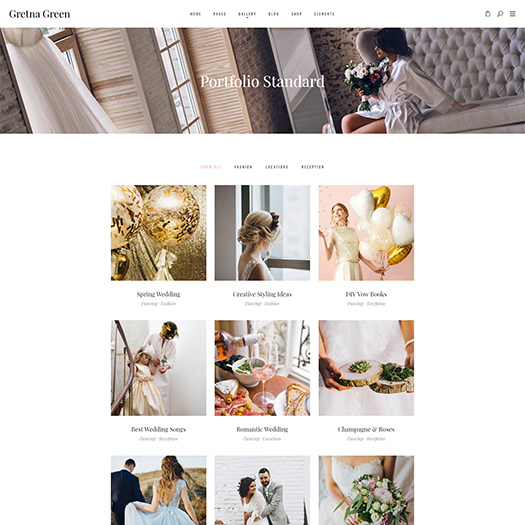 Gretna Green
HOME PAGES GALLERY BLOG SHOP ELEMENTS
Portfolio Standard
SHOW ALL FASHION LOCATIONS RECEPTION
Spring Wedding Creative Styling Ideas DIY Vow Books
Dancing · Fashion Dancing · Fashion Dancing · Reception
Best Wedding Songs Romantic Wedding Champagne & Roses
Dancing · Reception Dancing · Locations Dancing · Reception